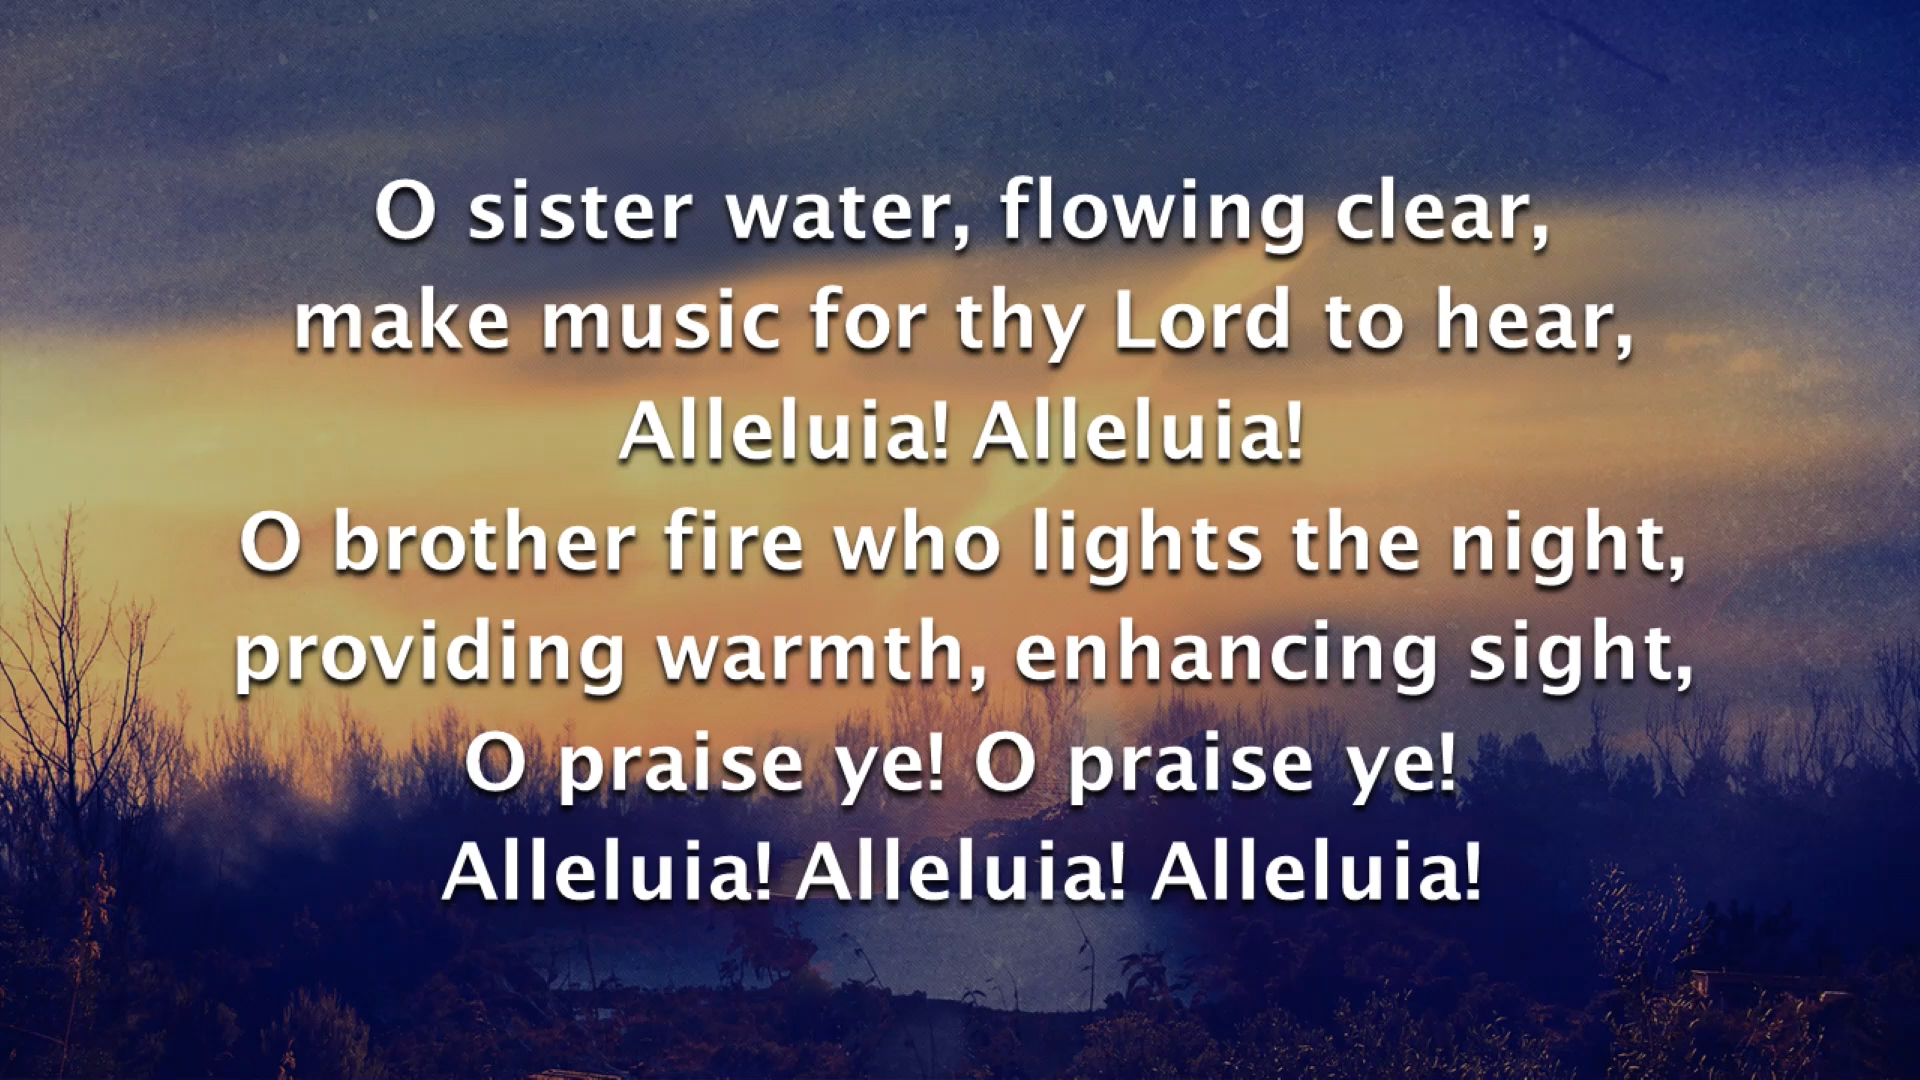 O sister water, flowing clear,
make music for thy Lord to hear,
Alleluia! Alleluia!
O brother fire who lights the night,
providing warmth, enhancing sight,
O praise ye! O praise ye!
Alleluia! Alleluia! Alleluia!